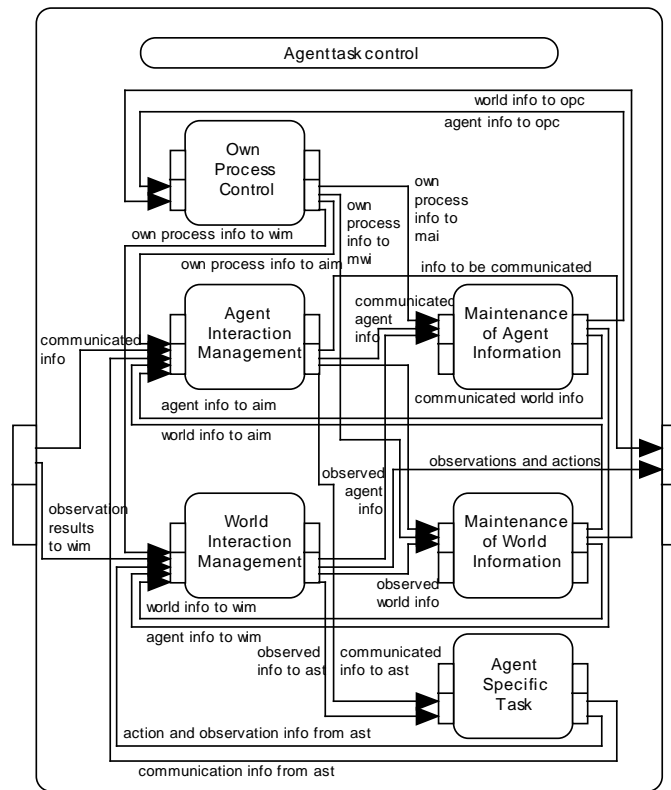 Agent task control
world info to opc
agent info to opc
Own
Process
Control
own
process
info to
mai
own
process
info to
mwi
own process info to wim
own process info to aim
info to be communicated
communicated
info
Agent
Interaction
Management
communicated
agent
info
Maintenance
of Agent
Information
agent info to aim
communicated world info
world info to aim
observed
agent
info
observations and actions
observation
results
to wim
World
Interaction
Management
Maintenance
of World
Information
observed
world info
world info to wim
agent info to wim
observed
info to ast
communicated
info to ast
Agent
Specific
Task
action and observation info from ast
communication info from ast